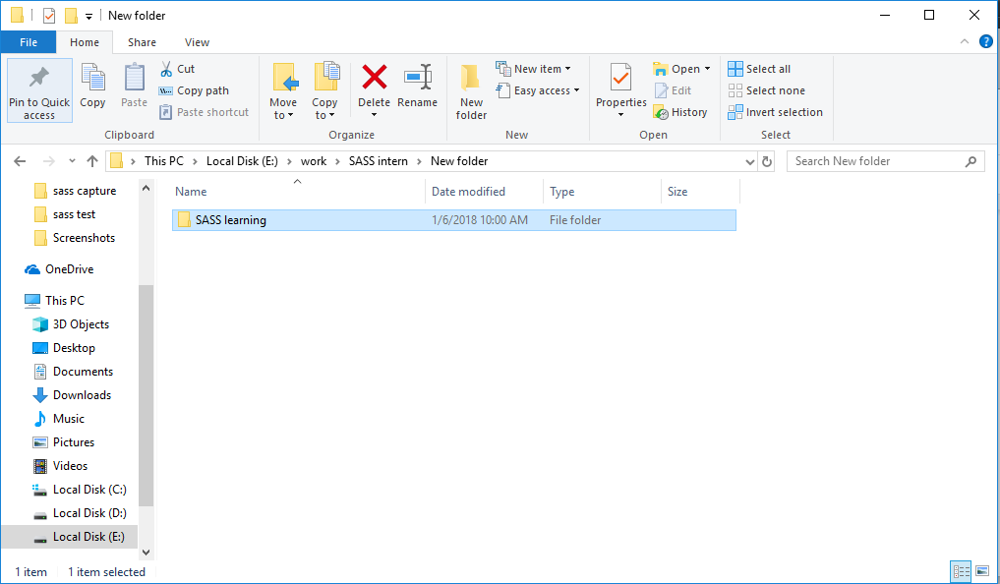 New folder
File Home Share View
Pin to Quick access
Copy
Paste
Cut
Copy path
Paste shortcut
Clipboard
Move to
Copy to
Delete
Rename
Organize
New folder
New item
Easy access
New
Properties
Open
Edit
History
Open
Select all
Select none
Invert selection
Select
This PC > Local Disk (E:) > work > SASS intern > New folder
Search New folder
sass capture
sass test
Screenshots
OneDrive
This PC
3D Objects
Desktop
Documents
Downloads
Music
Pictures
Videos
Local Disk (C:)
Local Disk (D:)
Local Disk (E:)
Name Date modified Type Size
SASS learning 1/6/2018 10:00 AM File folder
1 item 1 item selected